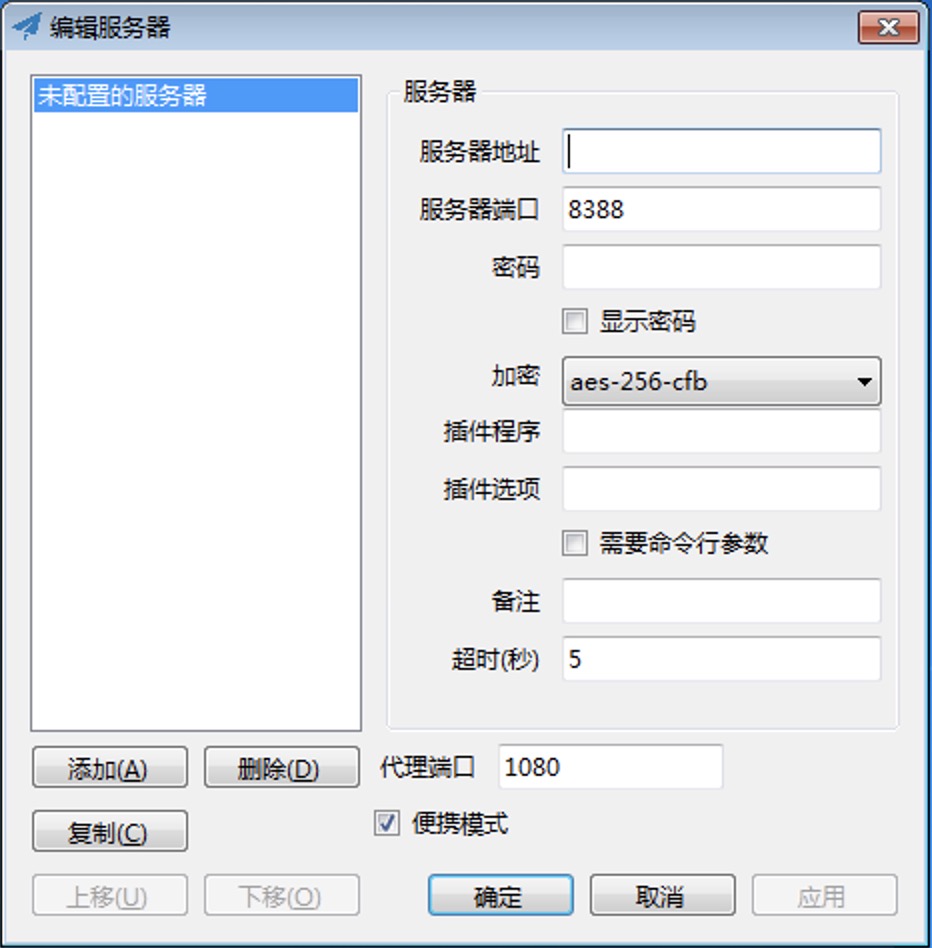 编辑服务器
未配置的服务器
服务器
服务器地址
服务器端口 8388
密码
显示密码
加密 aes-256-cfb
插件程序
插件选项
需要命令行参数
备注
超时(秒) 5
添加(A) 删除(D) 代理端口 1080
复制(C) 便携模式
上移(U) 下移(O) 确定 取消 应用